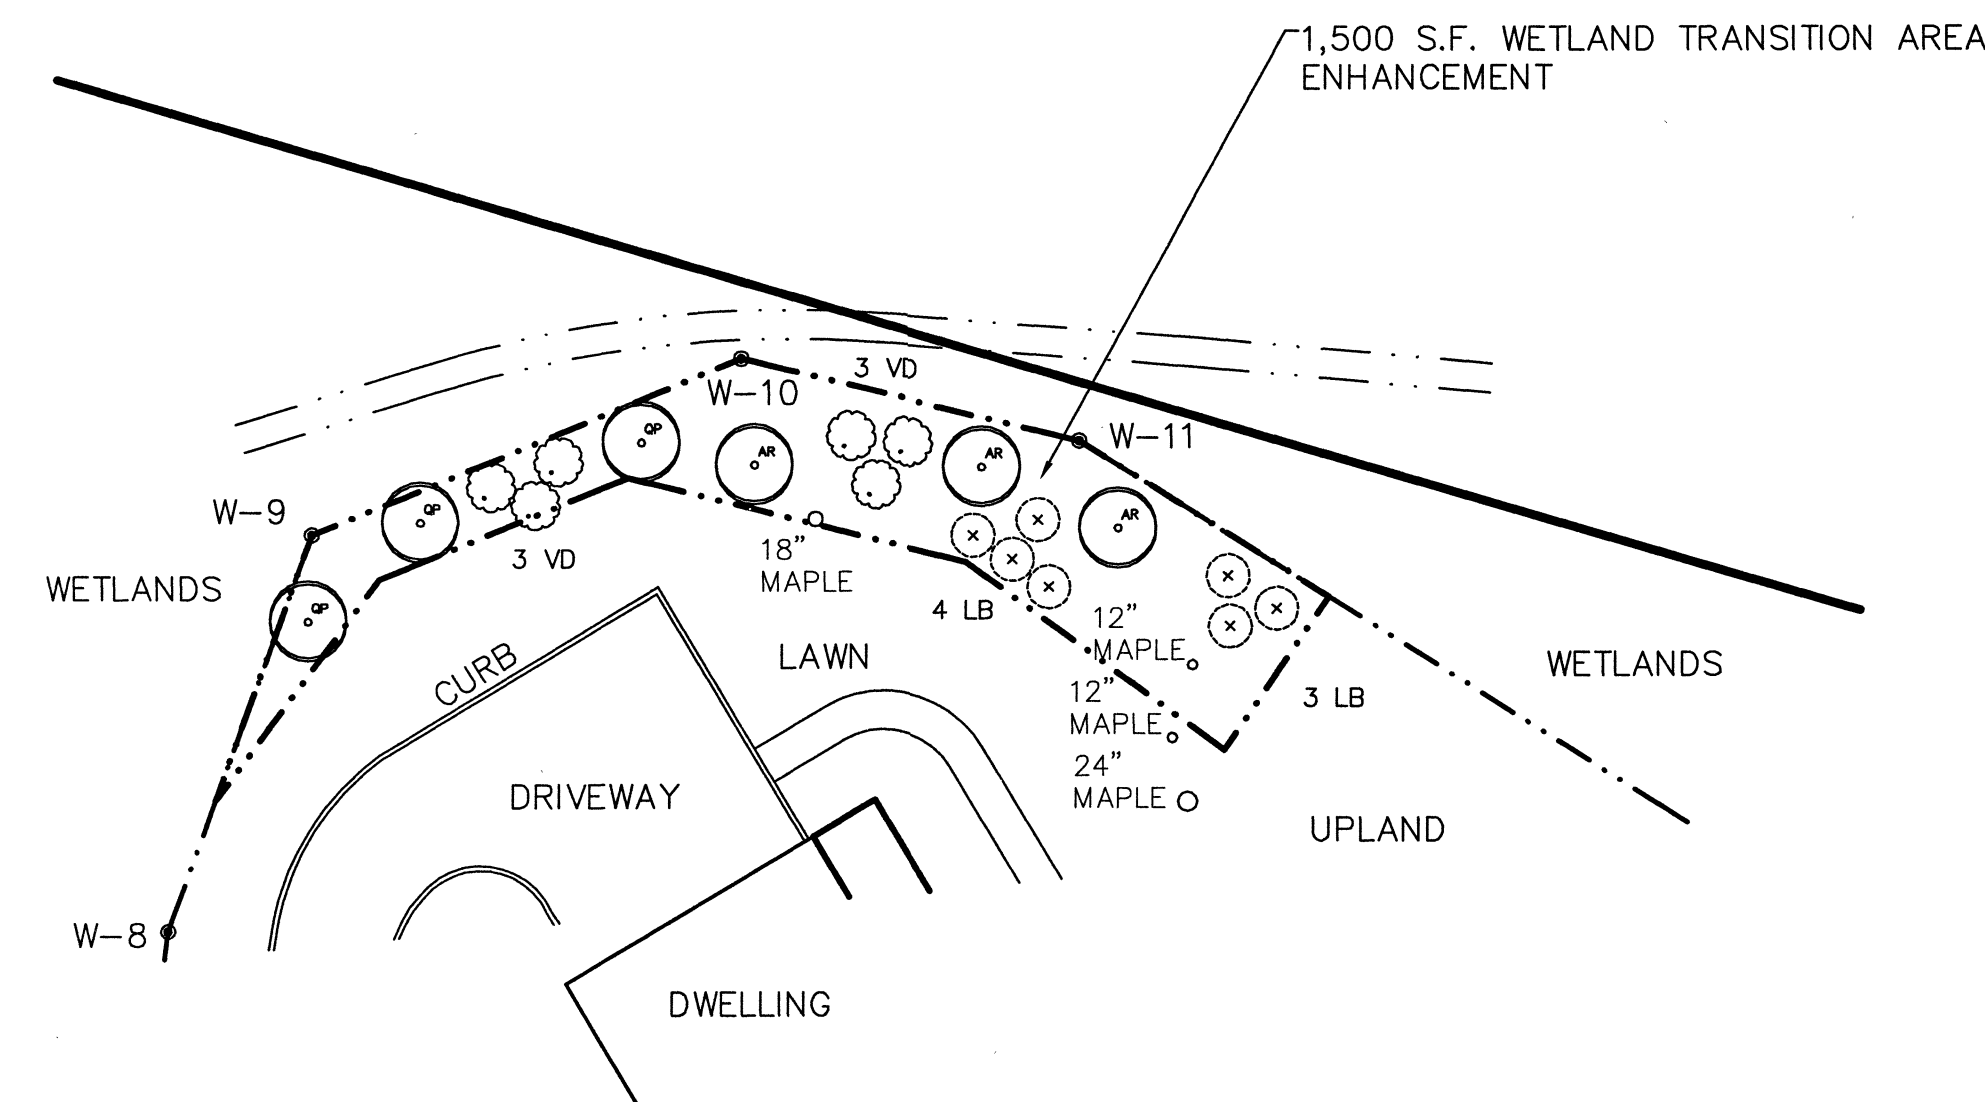 1,500 S.F. WETLAND TRANSITION AREA
ENHANCEMENT
3 VD
W-10
W-11
QP
AR
AR
QP
AR
W-9
18"
MAPLE
3 VD
WETLANDS
QP
4 LB
12"
MAPLE
LAWN
WETLANDS
CURB
12"
MAPLE
3 LB
24"
MAPLE
DRIVEWAY
UPLAND
W-8
DWELLING